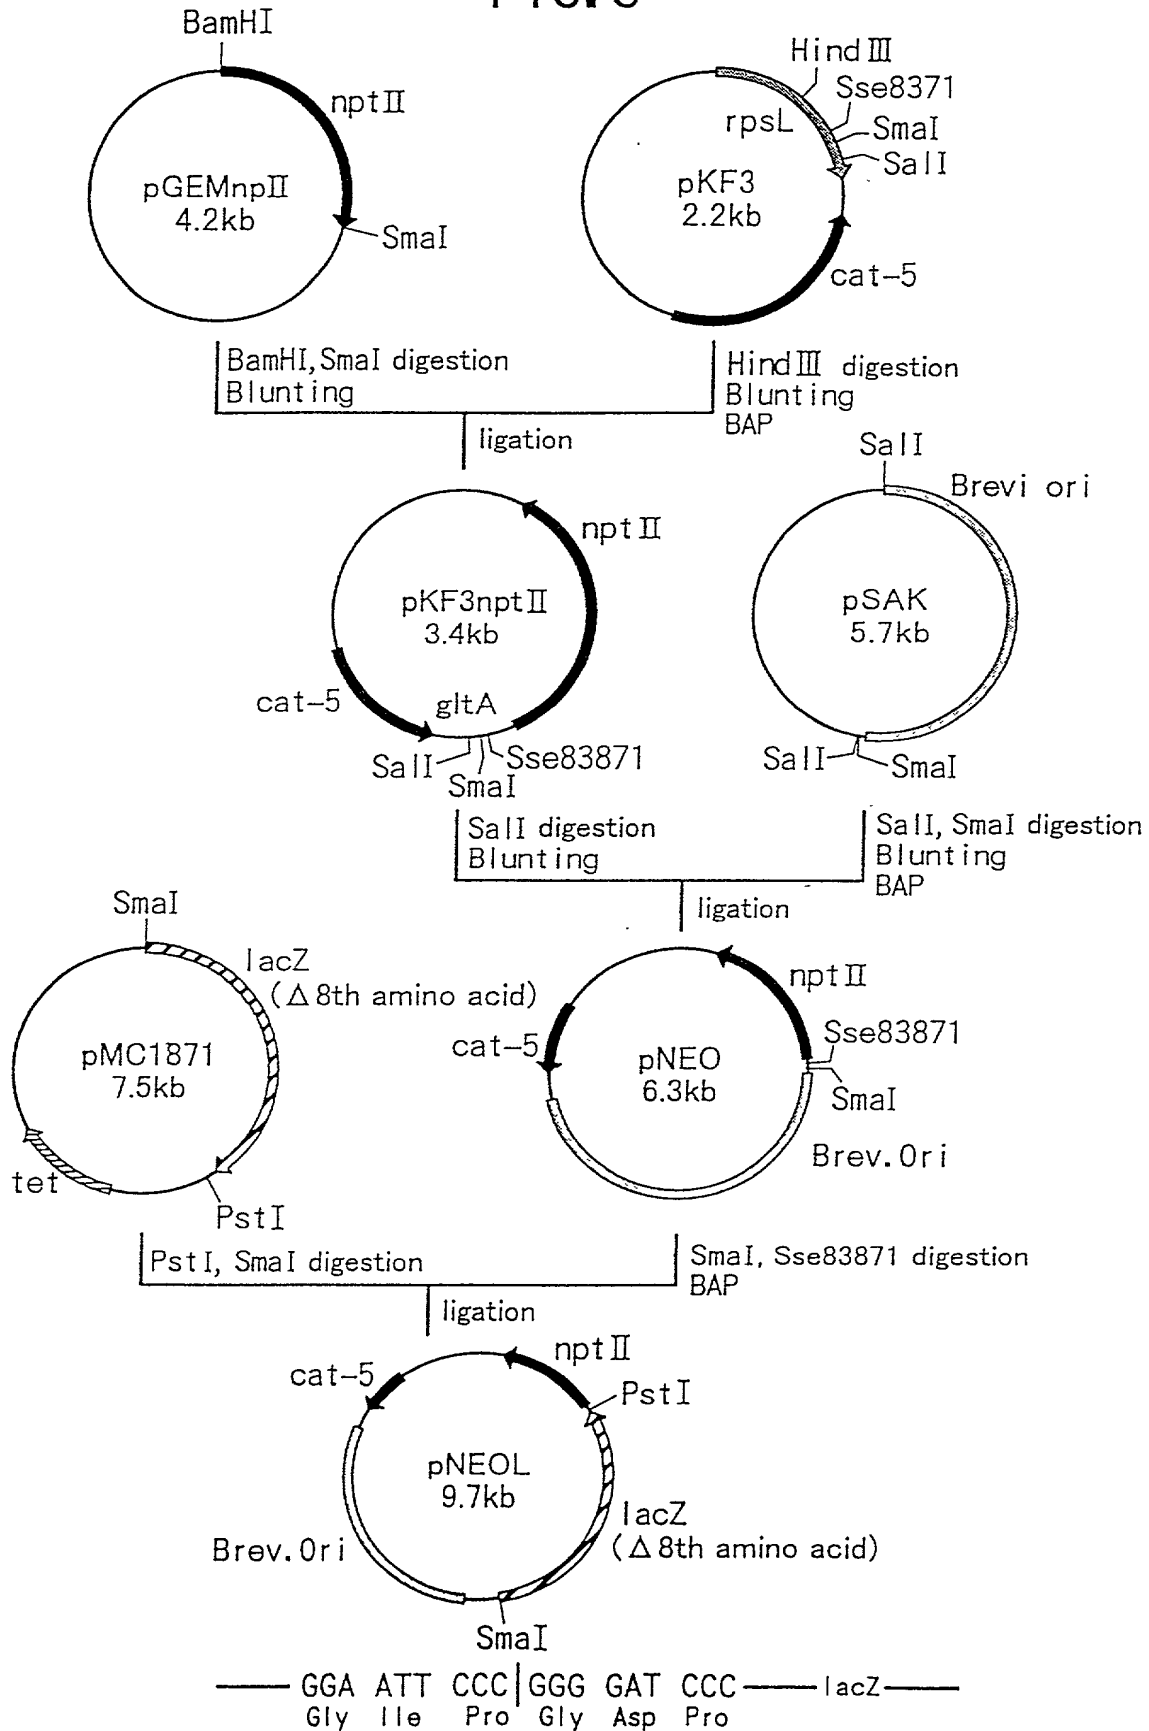 BamHI
nptⅡ
pGEMnpⅡ
4.2kb
SmaI
HindⅢ
Sse8371
rpsL
SmaI
SalI
pKF3
2.2kb
cat-5
BamHI, SmaI digestion
Blunting
HindⅢ digestion
Blunting
BAP
ligation
nptⅡ
pKF3nptⅡ
3.4kb
cat-5
gltA
SalI
SmaI
Sse83871
SalI
Brevi ori
pSAK
5.7kb
SalI
SmaI
SalI digestion
Blunting
SalI, SmaI digestion
Blunting
BAP
ligation
SmaI
lacZ
(Δ8th amino acid)
pMC1871
7.5kb
tet
PstI
nptⅡ
cat-5
pNEO
6.3kb
Sse83871
SmaI
Brev.Ori
PstI, SmaI digestion
SmaI, Sse83871 digestion
BAP
ligation
nptⅡ
cat-5
PstI
pNEOL
9.7kb
lacZ
(Δ8th amino acid)
Brev.Ori
SmaI
GGA ATT CCC|GGG GAT CCC lacZ
Gly Ile Pro Gly Asp Pro